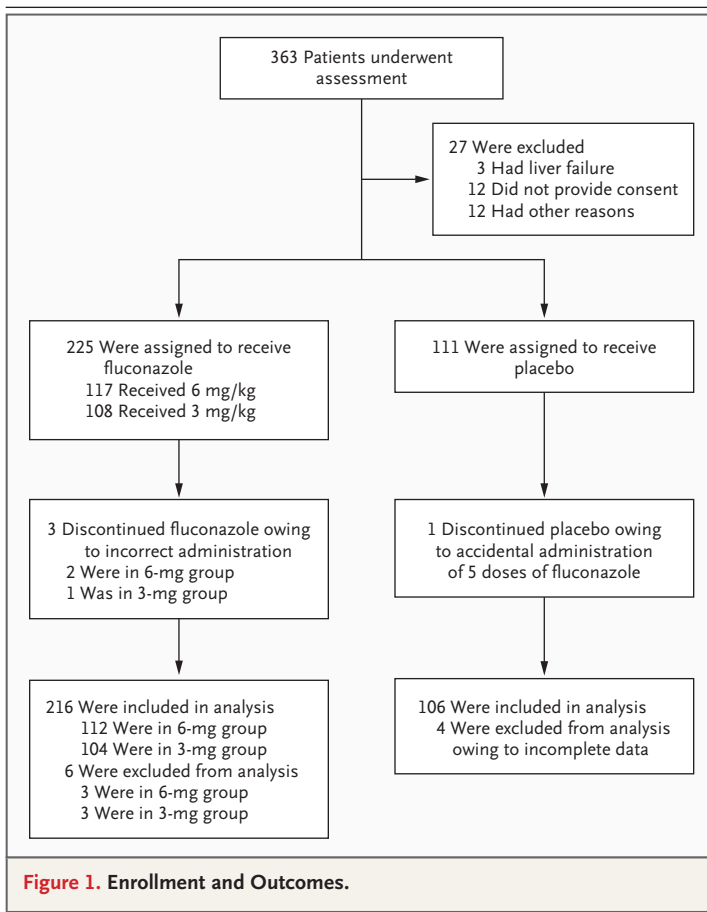 363 Patients underwent
assessment
27 Were excluded
3 Had liver failure
12 Did not provide consent
12 Had other reasons
225 Were assigned to receive
fluconazole
117 Received 6 mg/kg
108 Received 3 mg/kg
111 Were assigned to receive
placebo
3 Discontinued fluconazole owing
to incorrect administration
2 Were in 6-mg group
1 Was in 3-mg group
1 Discontinued placebo owing
to accidental administration
of 5 doses of fluconazole
216 Were included in analysis
112 Were in 6-mg group
104 Were in 3-mg group
6 Were excluded from analysis
3 Were in 6-mg group
3 Were in 3-mg group
106 Were included in analysis
4 Were excluded from analysis
owing to incomplete data
Figure 1. Enrollment and Outcomes.